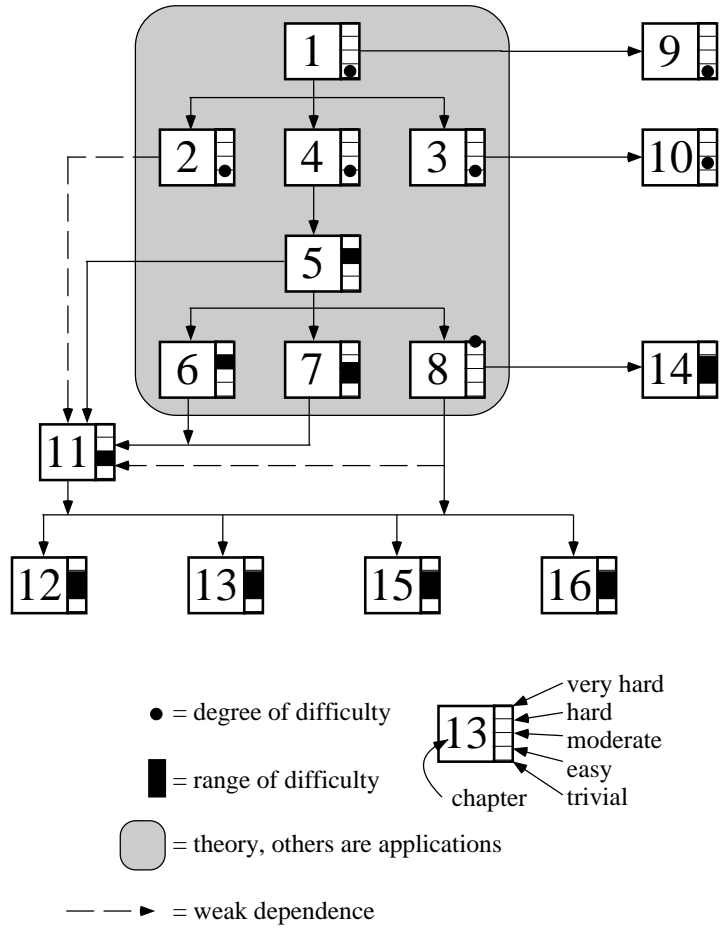 1
9
2
4
3
10
5
6
7
8
14
11
12
13
15
16
very hard
hard
moderate
easy
trivial
13
chapter
= degree of difficulty
= range of difficulty
= theory, others are applications
= weak dependence